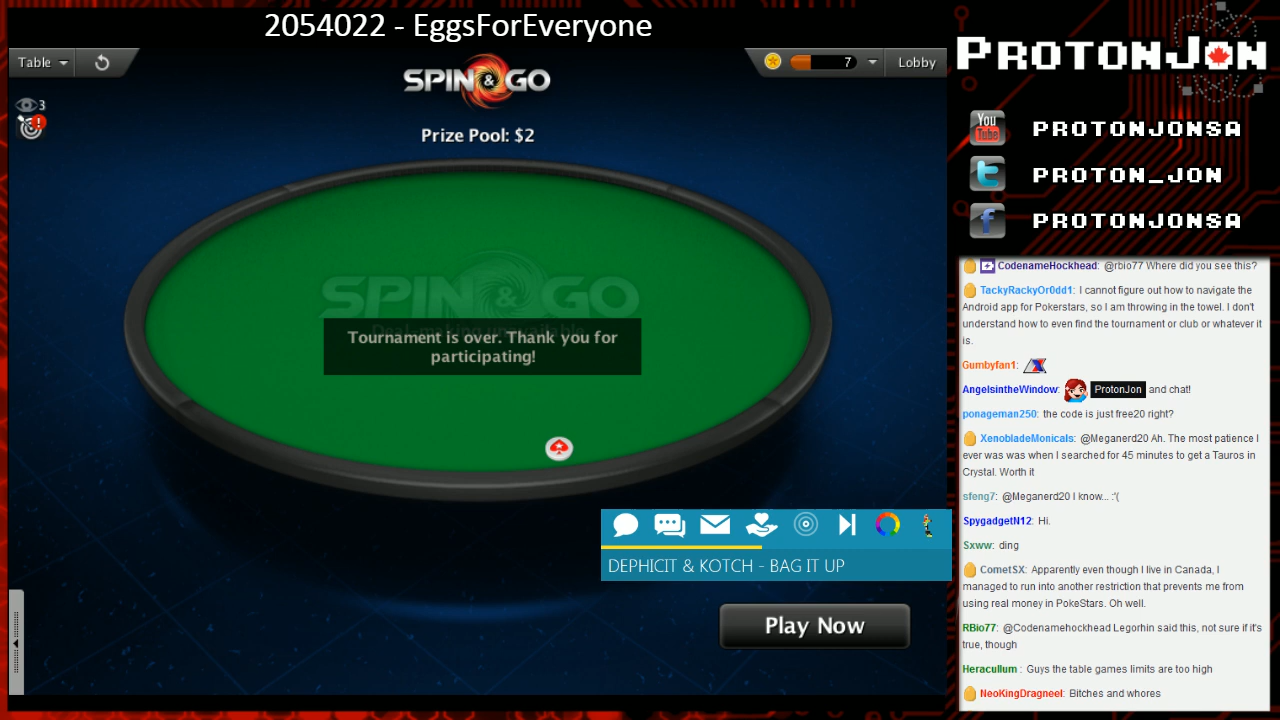 2054022 - EggsForEveryone
Table
7
Lobby
SPIN & GO
3
Prize Pool: $2
SPIN & GO
Tournament is over. Thank you for
participating!
DEPHICIT & KOTCH - BAG IT UP
Play Now
PROTONJON
You
Tube
PROTONJONSA
PROTON_JON
PROTONJONSA
CodenameHockhead: @rbio77 Where did you see this?
TackyRackyOr0dd1: I cannot figure out how to navigate the
Android app for Pokerstars, so I am throwing in the towel. I don't
understand how to even find the tournament or club or whatever it
is.
Gumbyfan1:
AngelsintheWindow: ProtonJon and chat!
ponageman250: the code is just free20 right?
XenobladeMonicals: @Meganerd20 Ah. The most patience I
ever was was when I searched for 45 minutes to get a Tauros in
Crystal. Worth it
sfeng7: @Meganerd20 I know... :'(
SpygadgetN12: Hi.
Sxww: ding
CometSX: Apparently even though I live in Canada, I
managed to run into another restriction that prevents me from
using real money in PokeStars. Oh well.
RBio77: @Codenamehockhead Legorhin said this, not sure if it's
true, though
Heracullum : Guys the table games limits are too high
NeoKingDragneel: Bitches and whores